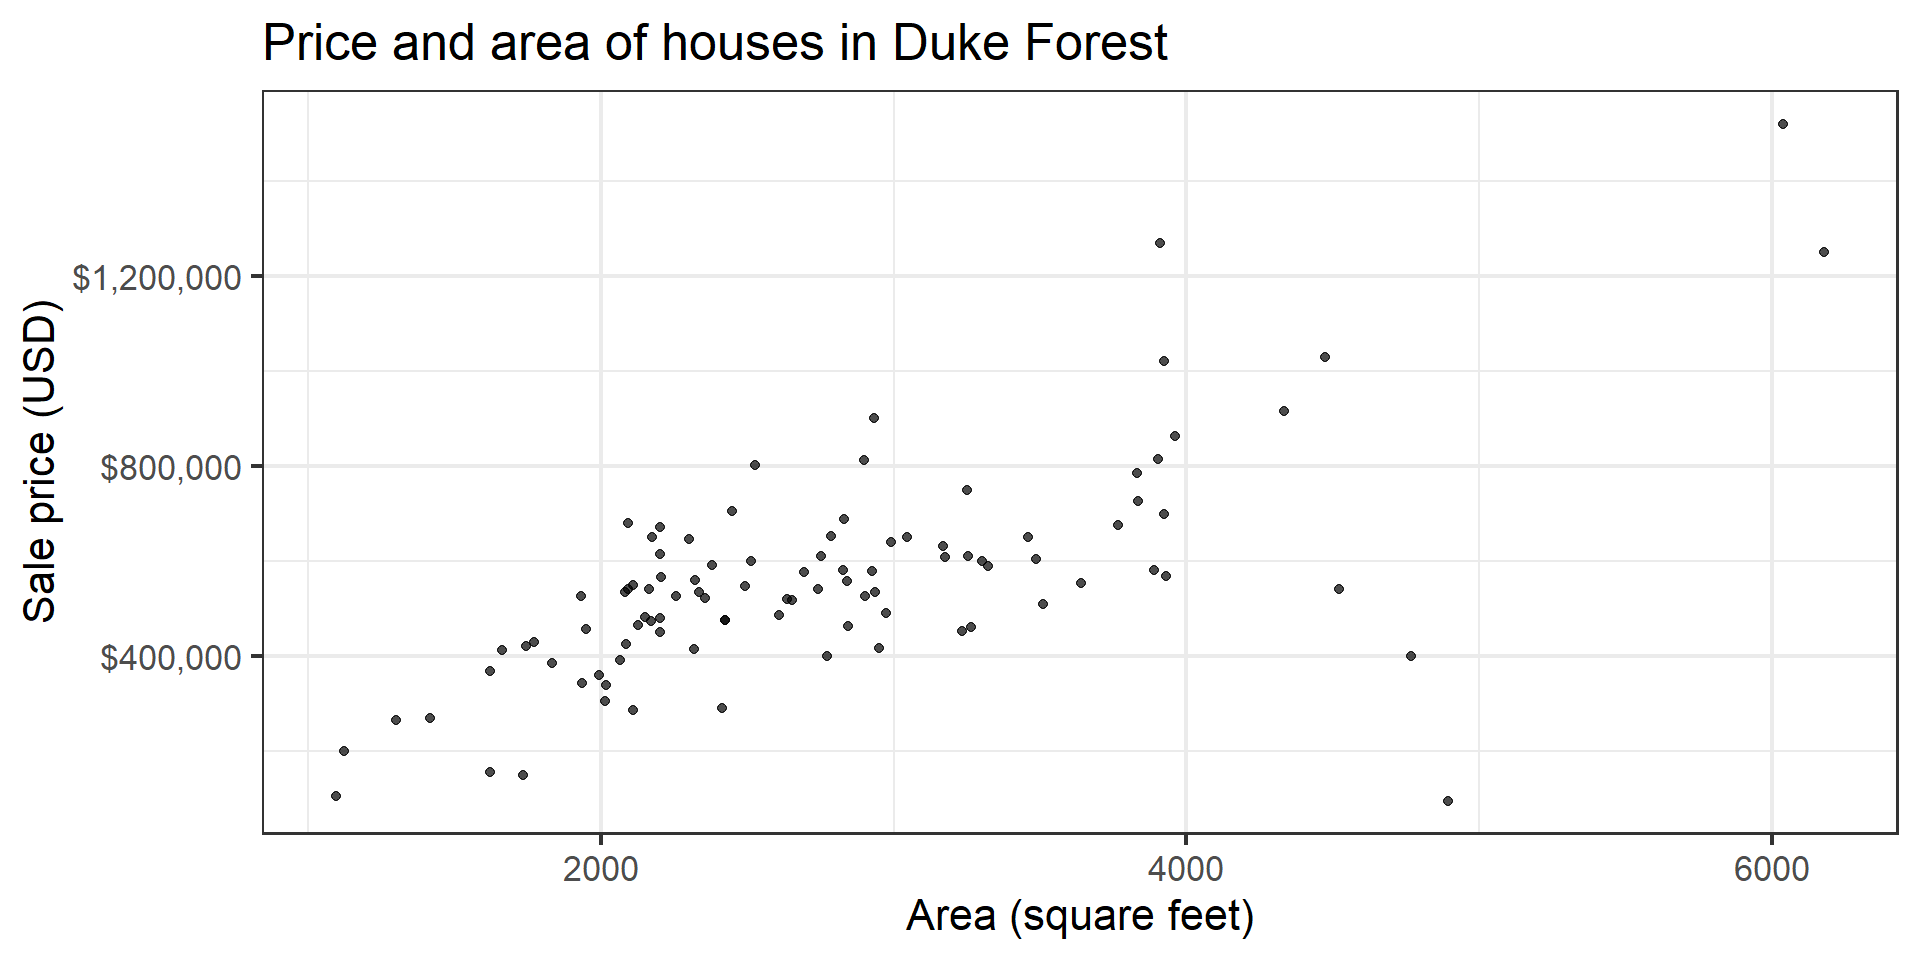 Price and area of houses in Duke Forest
Sale price (USD)
$1,200,000
$800,000
$400,000
2000
4000
6000
Area (square feet)